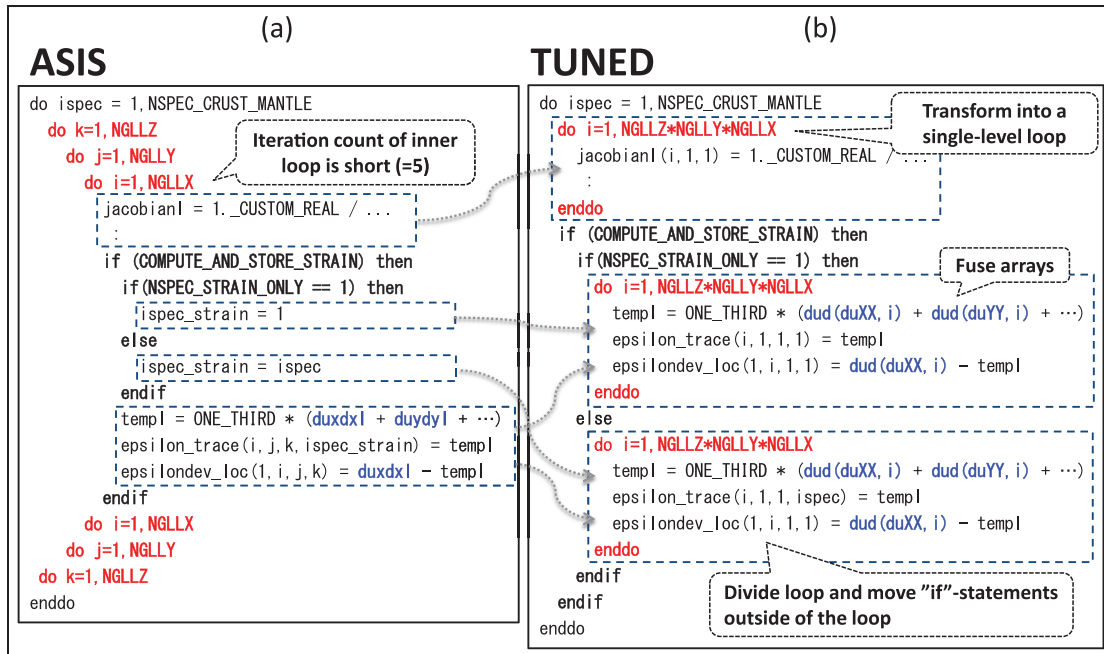 (a)
ASIS
do ispec = 1,NSPEC_CRUST_MANTLE
do k=1,NGLLZ
do j=1,NGLLY
do i=1,NGLLX
Iteration count of inner
loop is short (=5)
jacobianl = 1._CUSTOM_REAL / ...
:
if (COMPUTE_AND_STORE_STRAIN) then
if(NSPEC_STRAIN_ONLY == 1) then
ispec_strain = 1
else
ispec_strain = ispec
endif
templ = ONE_THIRD * (duxdxl + duydyl + ⋯)
epsilon_trace(i,j,k,ispec_strain) = templ
epsilondev_loc(1,i,j,k) = duxdxl - templ
endif
do i=1,NGLLX
do j=1,NGLLY
do k=1,NGLLZ
enddo
(b)
TUNED
do ispec = 1,NSPEC_CRUST_MANTLE
do i=1,NGLLZ*NGLLY*NGLLX
Transform into a
single-level loop
jacobianl(i,1,1) = 1._CUSTOM_REAL / ...
:
enddo
if (COMPUTE_AND_STORE_STRAIN) then
if(NSPEC_STRAIN_ONLY == 1) then
Fuse arrays
do i=1,NGLLZ*NGLLY*NGLLX
templ = ONE_THIRD * (dud(duXX,i) + dud(duYY,i) + ⋯)
epsilon_trace(i,1,1,1) = templ
epsilondev_loc(1,i,1,1) = dud(duXX,i) - templ
enddo
else
do i=1,NGLLZ*NGLLY*NGLLX
templ = ONE_THIRD * (dud(duXX,i) + dud(duYY,i) + ⋯)
epsilon_trace(i,1,1,ispec) = templ
epsilondev_loc(1,i,1,1) = dud(duXX,i) - templ
enddo
endif
endif
enddo
Divide loop and move ”if”-statements
outside of the loop